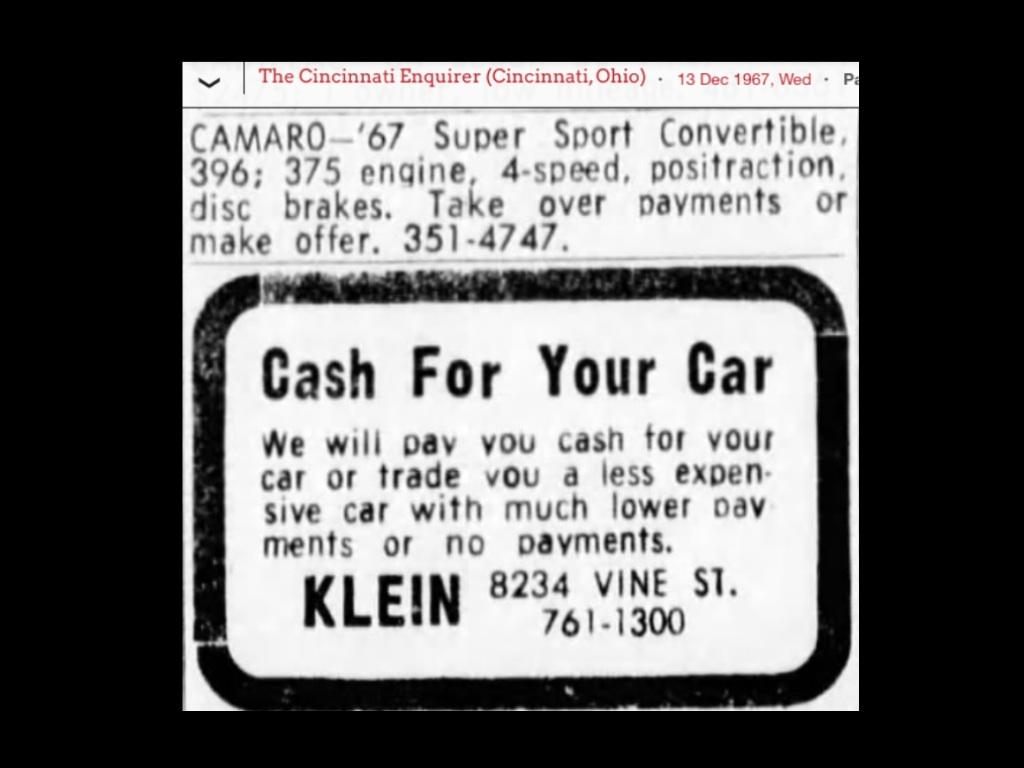 The Cincinnati Enquirer (Cincinnati, Ohio) · 13 Dec 1967, Wed · Pa
CAMARO—'67 Super Sport Convertible,
396; 375 engine, 4-speed, positraction,
disc brakes. Take over payments or
make offer. 351-4747.
Cash For Your Car
We will pay you cash for your
car or trade you a less expen-
sive car with much lower pay
ments or no payments.
KLEIN 8234 VINE ST.
761-1300